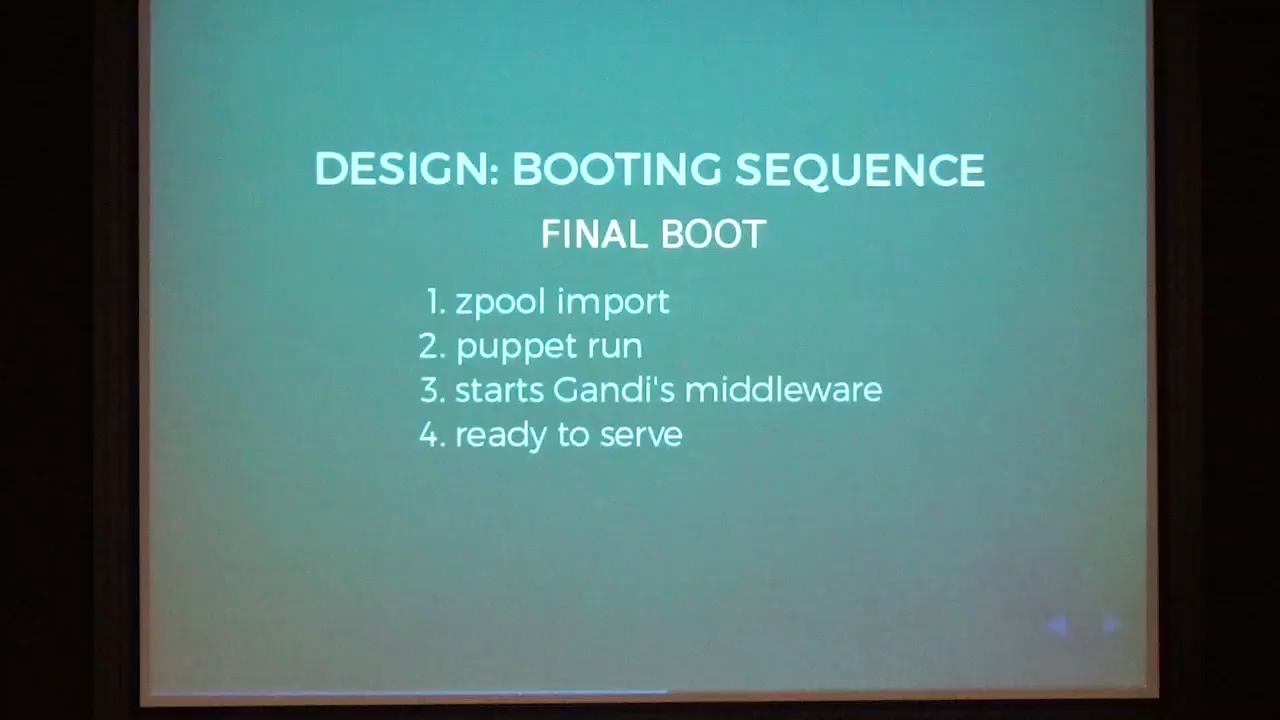 DESIGN: BOOTING SEQUENCE
FINAL BOOT
1. zpool import
2. puppet run
3. starts Gandi's middleware
4. ready to serve